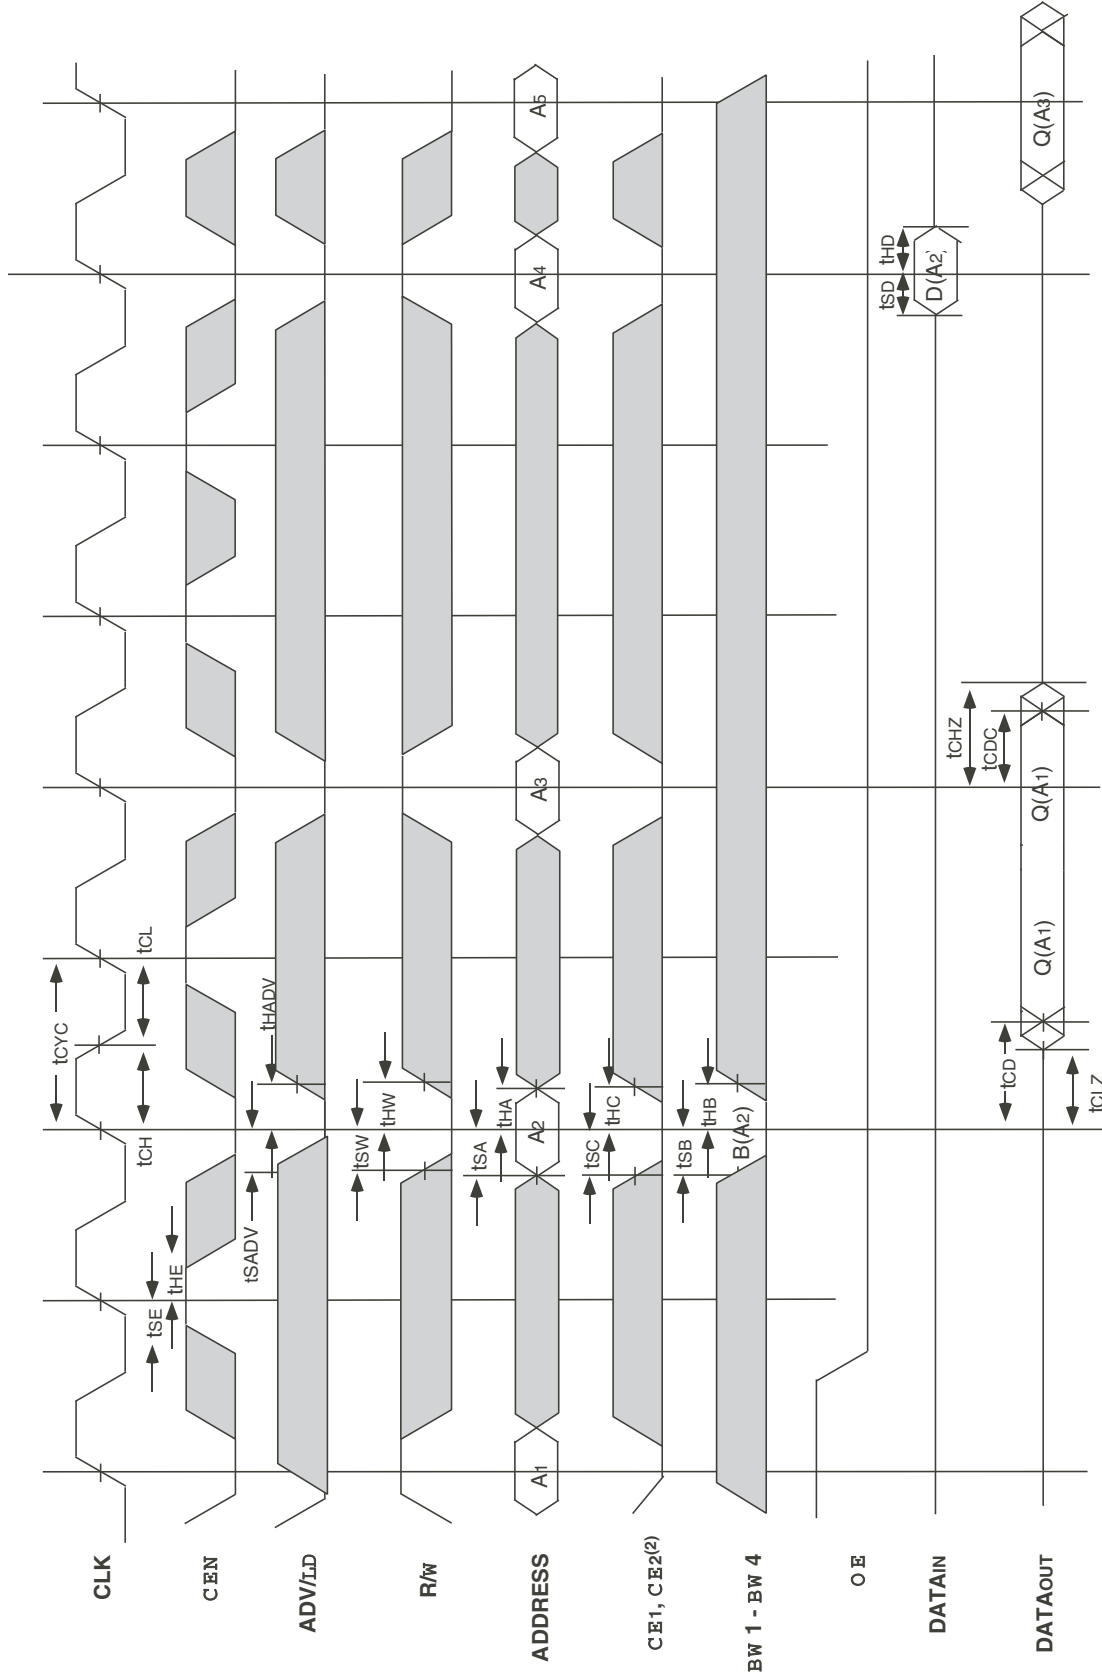 CLK
tCYC
tCH
tCL
CEN
tSE
tHE
ADV/LD
tSADV
tHADV
R/W
tSW
tHW
ADDRESS
A1
A2
A3
A4
A5
tSA
tHA
CE1, CE2(2)
tSC
tHC
BW 1 - BW 4
tSB
tHB
B(A2)
OE
DATAIN
tSD
tHD
D(A2)
DATAOUT
tCD
tCLZ
Q(A1)
Q(A1)
tCHZ
tCDC
Q(A3)